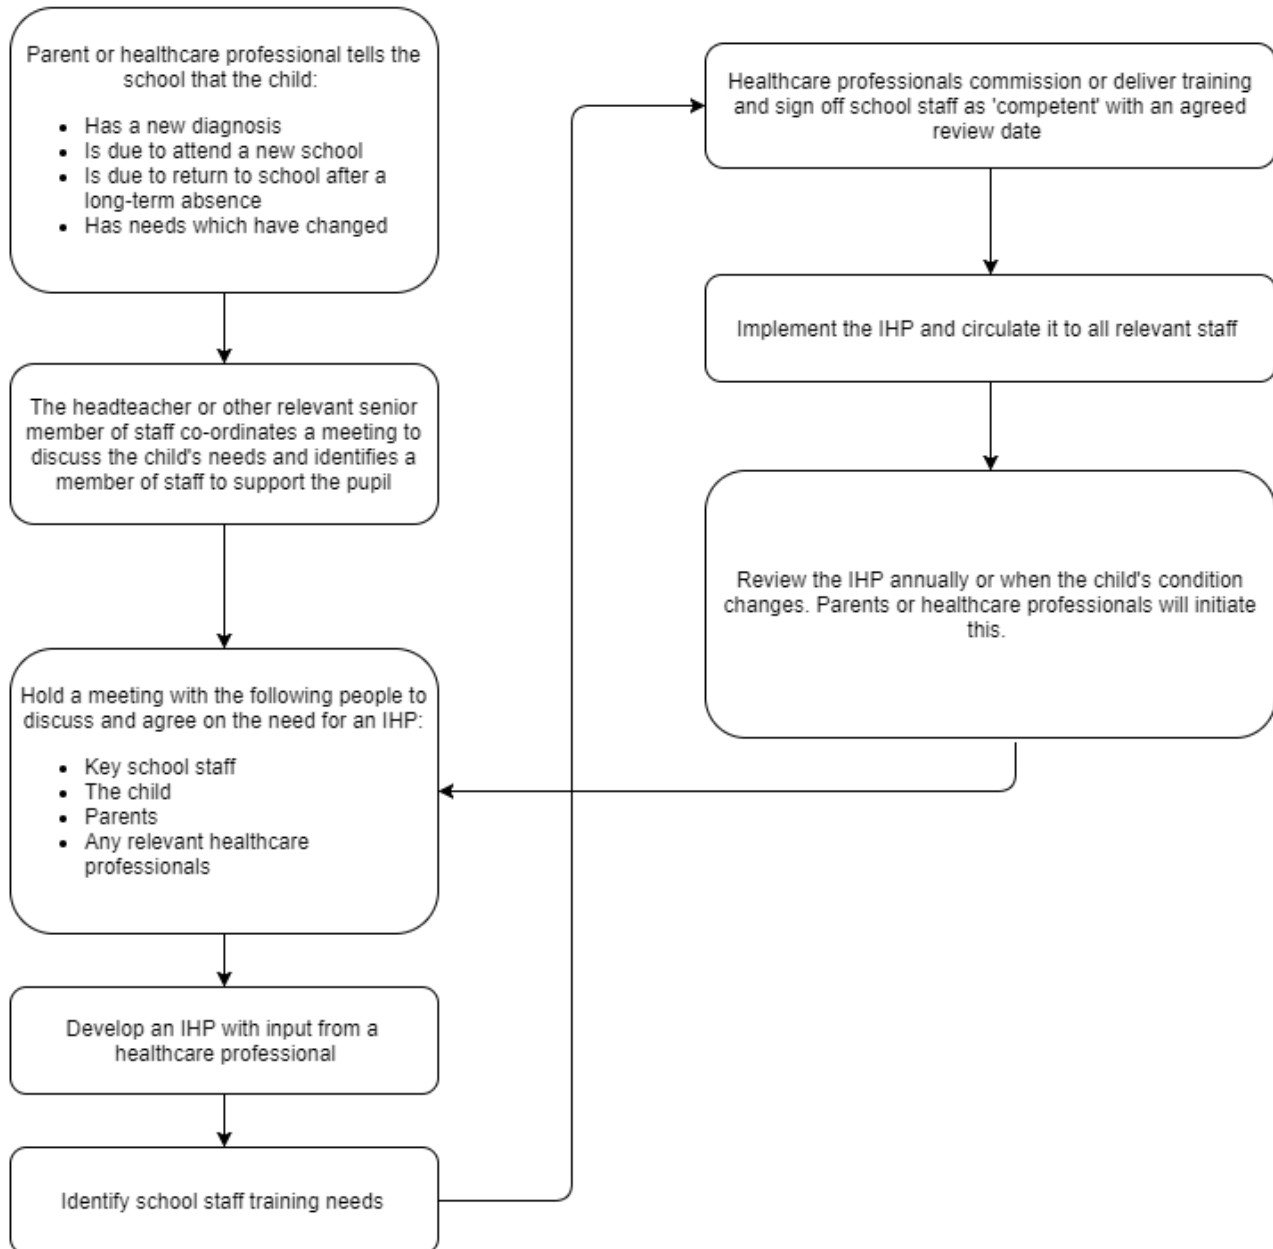 Parent or healthcare professional tells the
school that the child:
• Has a new diagnosis
• Is due to attend a new school
• Is due to return to school after a
long-term absence
• Has needs which have changed
The headteacher or other relevant senior
member of staff co-ordinates a meeting to
discuss the child's needs and identifies a
member of staff to support the pupil
Hold a meeting with the following people to
discuss and agree on the need for an IHP:
• Key school staff
• The child
• Parents
• Any relevant healthcare
professionals
Develop an IHP with input from a
healthcare professional
Identify school staff training needs
Healthcare professionals commission or deliver training
and sign off school staff as 'competent' with an agreed
review date
Implement the IHP and circulate it to all relevant staff
Review the IHP annually or when the child's condition
changes. Parents or healthcare professionals will initiate
this.